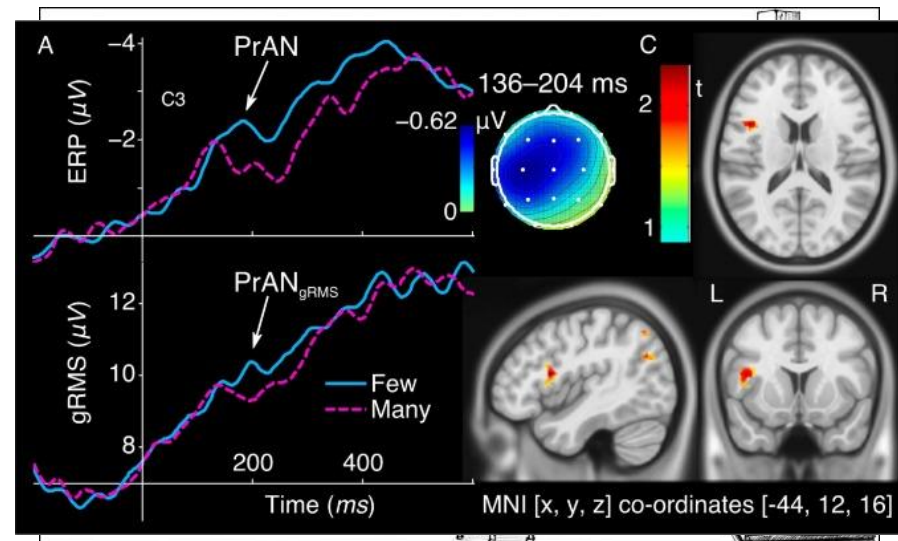 A
−4
PrAN
C3
ERP (µV)
−2
136–204 ms
−0.62
µV
0
C
2
t
1
12
PrANgRMS
gRMS (µV)
10
Few
Many
8
200
400
Time (ms)
L
R
MNI [x, y, z] co-ordinates [-44, 12, 16]